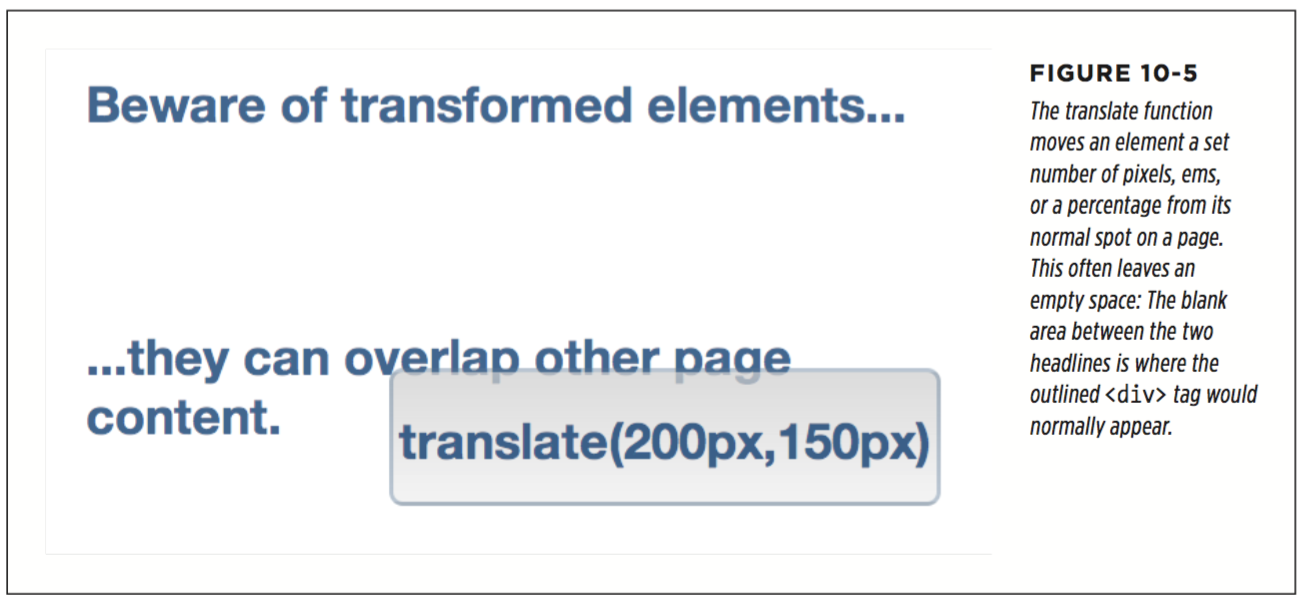 Beware of transformed elements...
...they can overlap other page
content.
translate(200px,150px)
FIGURE 10-5
The translate function
moves an element a set
number of pixels, ems,
or a percentage from its
normal spot on a page.
This often leaves an
empty space: The blank
area between the two
headlines is where the
outlined <div> tag would
normally appear.